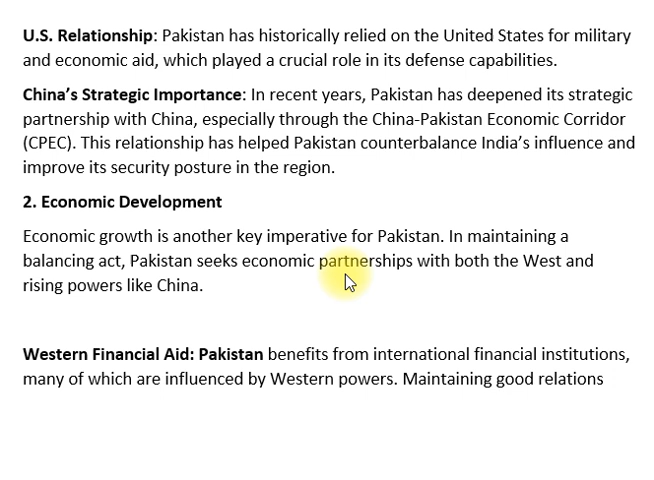 U.S. Relationship: Pakistan has historically relied on the United States for military
and economic aid, which played a crucial role in its defense capabilities.
China’s Strategic Importance: In recent years, Pakistan has deepened its strategic
partnership with China, especially through the China-Pakistan Economic Corridor
(CPEC). This relationship has helped Pakistan counterbalance India’s influence and
improve its security posture in the region.
2. Economic Development
Economic growth is another key imperative for Pakistan. In maintaining a
balancing act, Pakistan seeks economic partnerships with both the West and
rising powers like China.
Western Financial Aid: Pakistan benefits from international financial institutions,
many of which are influenced by Western powers. Maintaining good relations